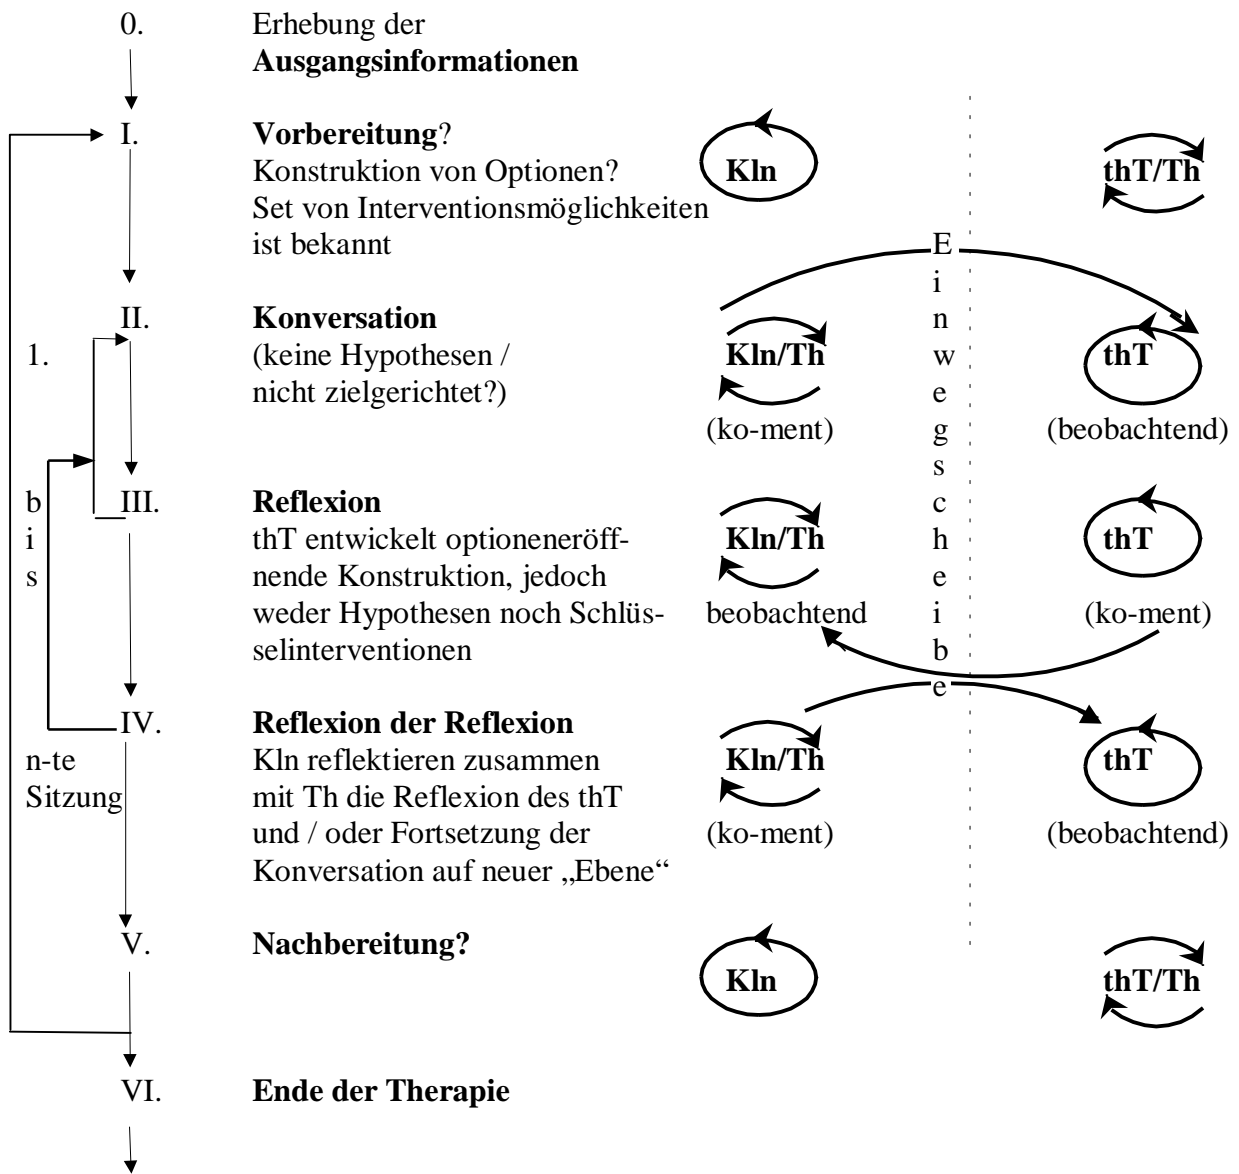 0. Erhebung der
Ausgangsinformationen
I. Vorbereitung? Kln thT/Th
Konstruktion von Optionen?
Set von Interventionsmöglichkeiten
ist bekannt
Einwegscheibe
II. Konversation Kln/Th thT
1. (keine Hypothesen /
nicht zielgerichtet?)
(ko-ment) (beobachtend)
bis
III. Reflexion Kln/Th thT
thT entwickelt optioneneröff-
nende Konstruktion, jedoch
weder Hypothesen noch Schlüs- beobachtend (ko-ment)
selinterventionen
IV. Reflexion der Reflexion Kln/Th thT
n-te Kln reflektieren zusammen
Sitzung mit Th die Reflexion des thT
und / oder Fortsetzung der (ko-ment) (beobachtend)
Konversation auf neuer „Ebene“
V. Nachbereitung? Kln thT/Th
VI. Ende der Therapie